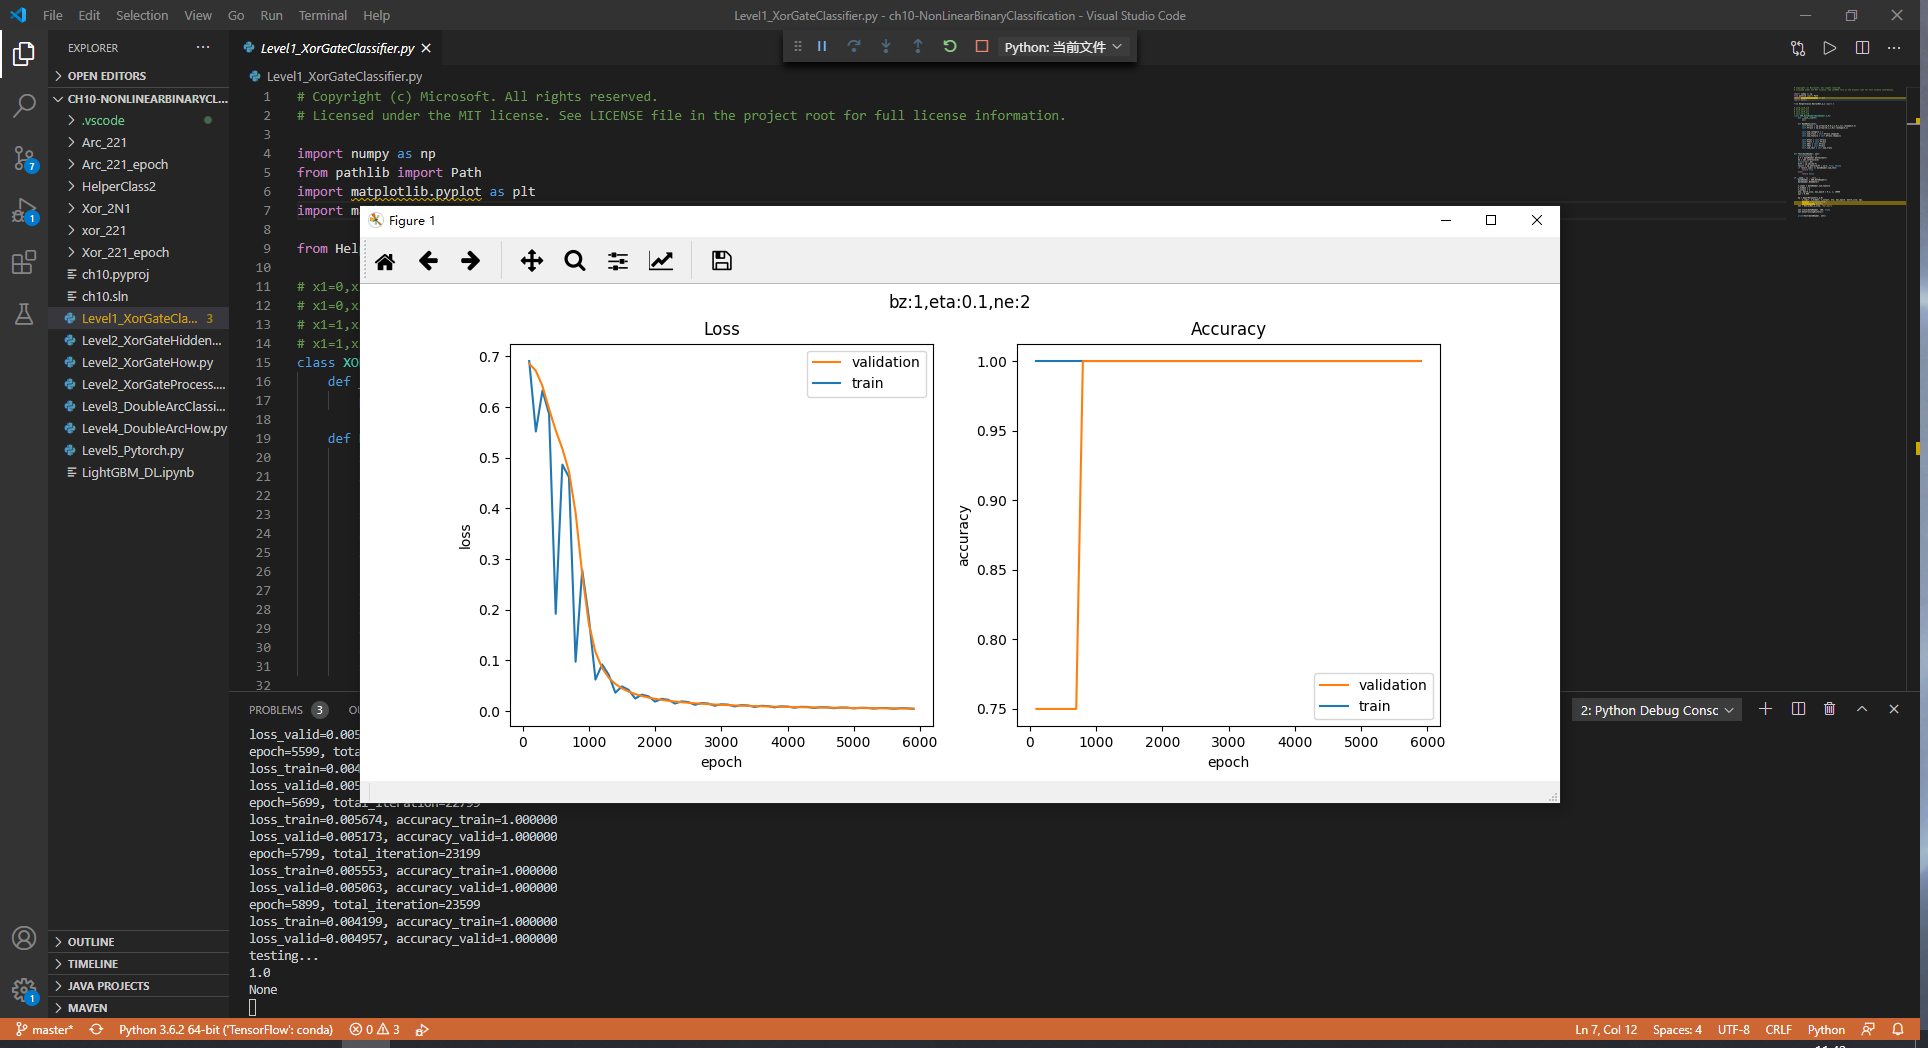 File Edit Selection View Go Run Terminal Help
Level1_XorGateClassifier.py - ch10-NonLinearBinaryClassification - Visual Studio Code
EXPLORER
OPEN EDITORS
CH10-NONLINEARBINARYCL...
.vscode
Arc_221
Arc_221_epoch
HelperClass2
Xor_2N1
xor_221
Xor_221_epoch
ch10.pyproj
ch10.sln
Level1_XorGateCla... 3
Level2_XorGateHidden...
Level2_XorGateHow.py
Level2_XorGateProcess....
Level3_DoubleArcClassi...
Level4_DoubleArcHow.py
Level5_Pytorch.py
LightGBM_DL.ipynb
OUTLINE
TIMELINE
JAVA PROJECTS
MAVEN
7
1
1
Level1_XorGateClassifier.py
Python: 当前文件
Level1_XorGateClassifier.py
1 # Copyright (c) Microsoft. All rights reserved.
2 # Licensed under the MIT license. See LICENSE file in the project root for full license information.
3
4 import numpy as np
5 from pathlib import Path
6 import matplotlib.pyplot as plt
7 import m
8
9 from Hel
10
11 # x1=0,x
12 # x1=0,x
13 # x1=1,x
14 # x1=1,x
15 class XO
16 def _
17
18
19 def
20
21
22
23
24
25
26
27
28
29
30
31
32
Figure 1
bz:1,eta:0.1,ne:2
Loss
validation
train
0.7
0.6
0.5
0.4
0.3
0.2
0.1
0.0
loss
0 1000 2000 3000 4000 5000 6000
epoch
Accuracy
1.00
0.95
0.90
0.85
0.80
0.75
accuracy
validation
train
0 1000 2000 3000 4000 5000 6000
epoch
PROBLEMS 3 OU
2: Python Debug Consc
loss_valid=0.005
epoch=5599, tota
loss_train=0.004
loss_valid=0.005
epoch=5699, total_iteration=22799
loss_train=0.005674, accuracy_train=1.000000
loss_valid=0.005173, accuracy_valid=1.000000
epoch=5799, total_iteration=23199
loss_train=0.005553, accuracy_train=1.000000
loss_valid=0.005063, accuracy_valid=1.000000
epoch=5899, total_iteration=23599
loss_train=0.004199, accuracy_train=1.000000
loss_valid=0.004957, accuracy_valid=1.000000
testing...
1.0
None
master* Python 3.6.2 64-bit ('TensorFlow': conda) 0 3
Ln 7, Col 12 Spaces: 4 UTF-8 CRLF Python